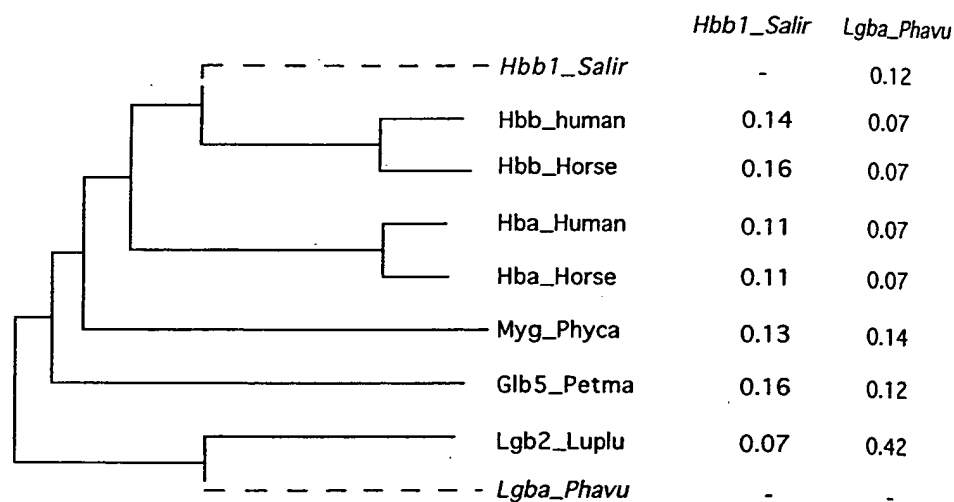 Hbb1_Salir Lgba_Phavu
Hbb1_Salir - 0.12
Hbb_human 0.14 0.07
Hbb_Horse 0.16 0.07
Hba_Human 0.11 0.07
Hba_Horse 0.11 0.07
Myg_Phyca 0.13 0.14
Glb5_Petma 0.16 0.12
Lgb2_Luplu 0.07 0.42
Lgba_Phavu - -